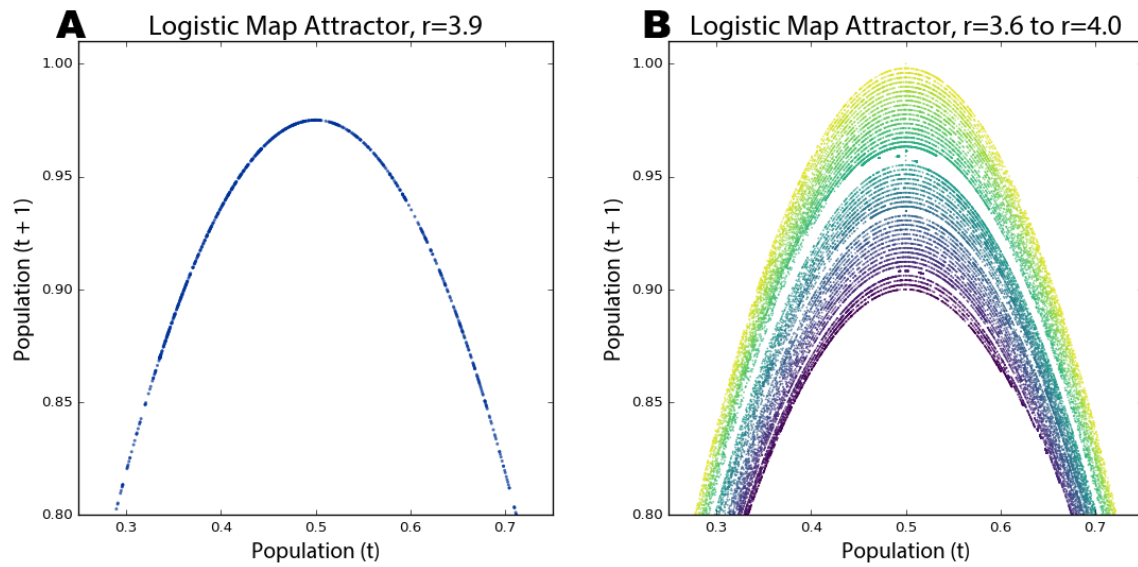 A
Logistic Map Attractor, r=3.9
Population (t + 1)
1.00
0.95
0.90
0.85
0.80
0.3 0.4 0.5 0.6 0.7
Population (t)
B
Logistic Map Attractor, r=3.6 to r=4.0
Population (t + 1)
1.00
0.95
0.90
0.85
0.80
0.3 0.4 0.5 0.6 0.7
Population (t)